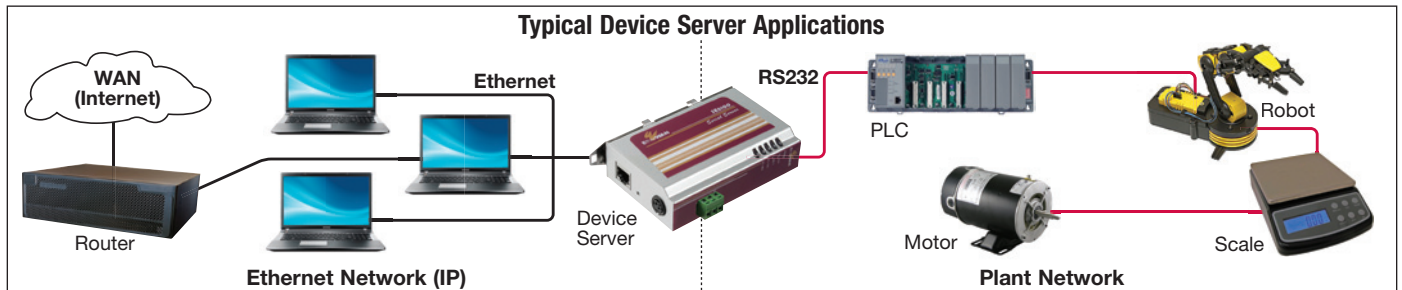 Typical Device Server Applications
WAN
(Internet)
Ethernet
RS232
PLC
Robot
Router
Device
Server
Motor
Scale
Ethernet Network (IP)
Plant Network